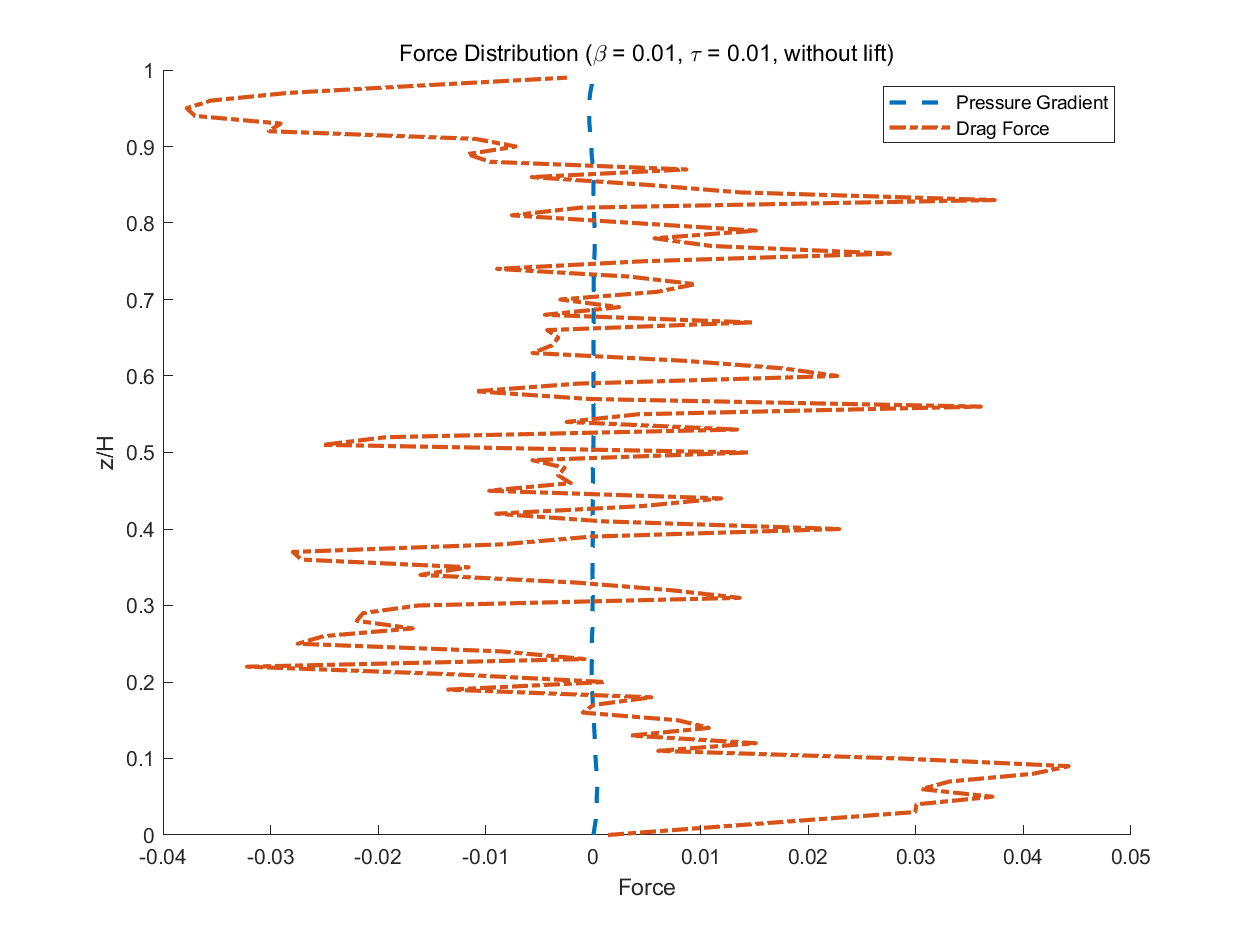 Force Distribution (β = 0.01, τ = 0.01, without lift)
Pressure Gradient
Drag Force
z/H
1
0.9
0.8
0.7
0.6
0.5
0.4
0.3
0.2
0.1
0
-0.04 -0.03 -0.02 -0.01 0 0.01 0.02 0.03 0.04 0.05
Force